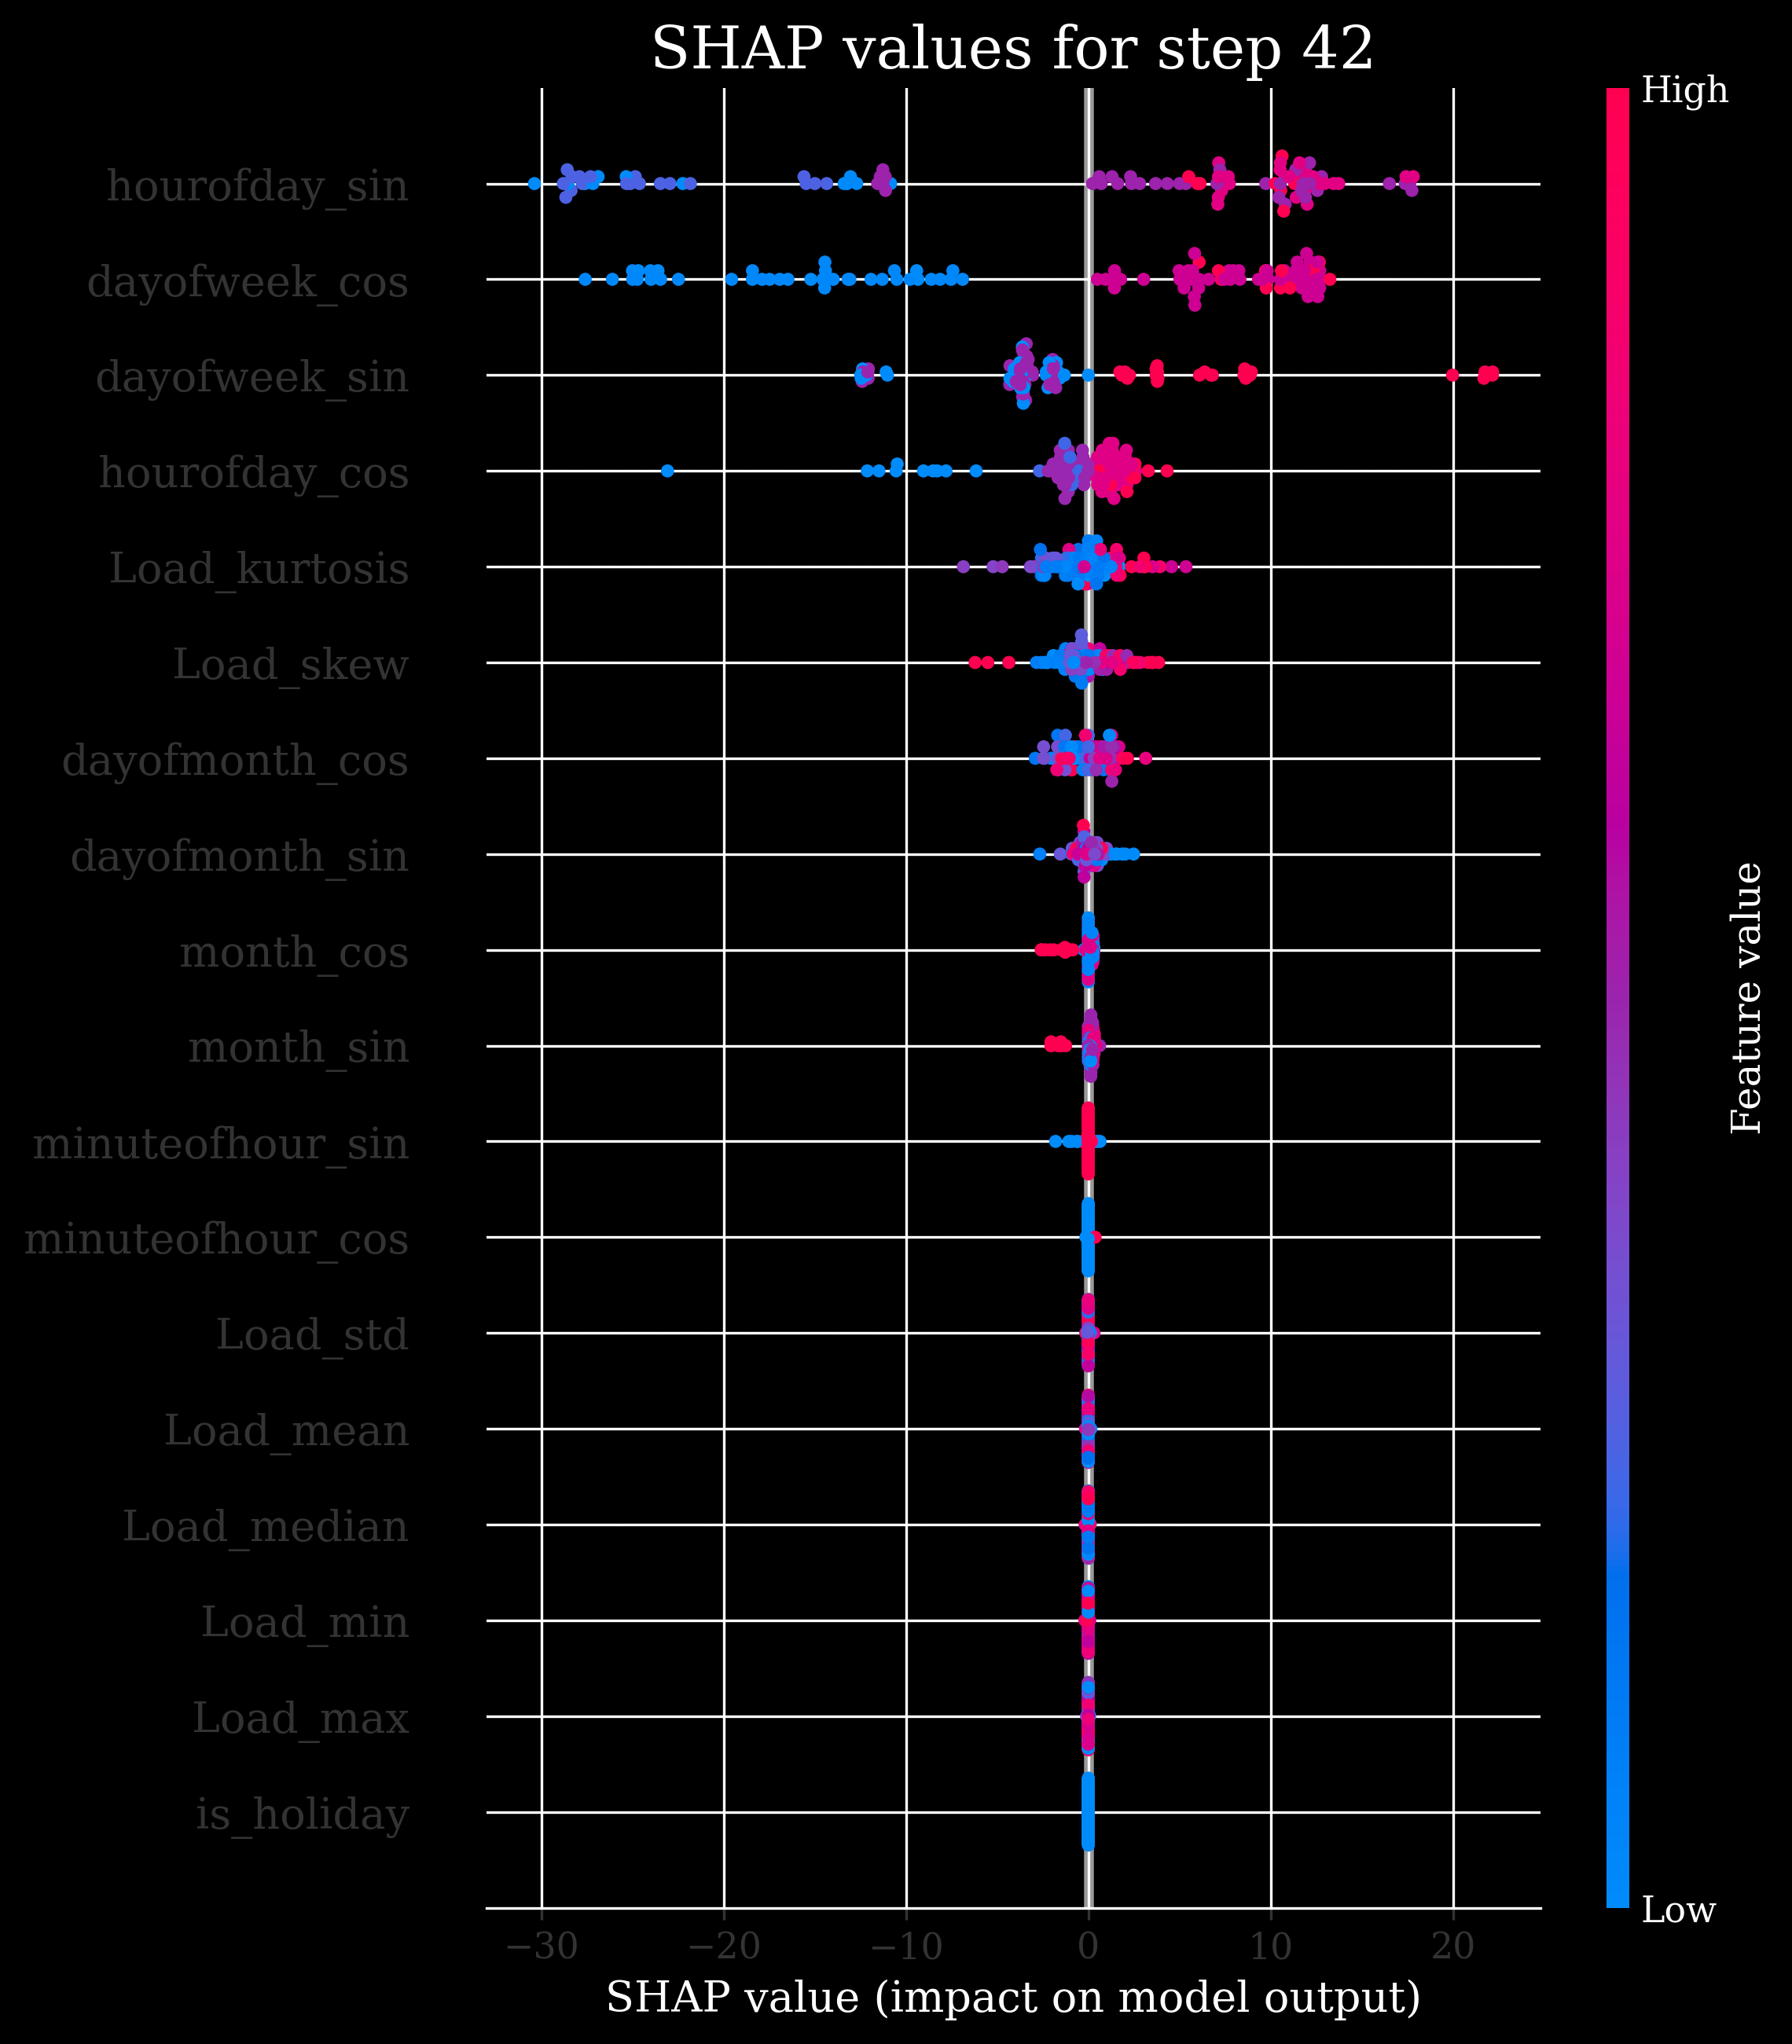 SHAP values for step 42
High
hourofday_sin
dayofweek_cos
dayofweek_sin
hourofday_cos
Load_kurtosis
Load_skew
dayofmonth_cos
dayofmonth_sin
month_cos
month_sin
minuteofhour_sin
minuteofhour_cos
Load_std
Load_mean
Load_median
Load_min
Load_max
is_holiday
Feature value
Low
−30 −20 −10 0 10 20
SHAP value (impact on model output)